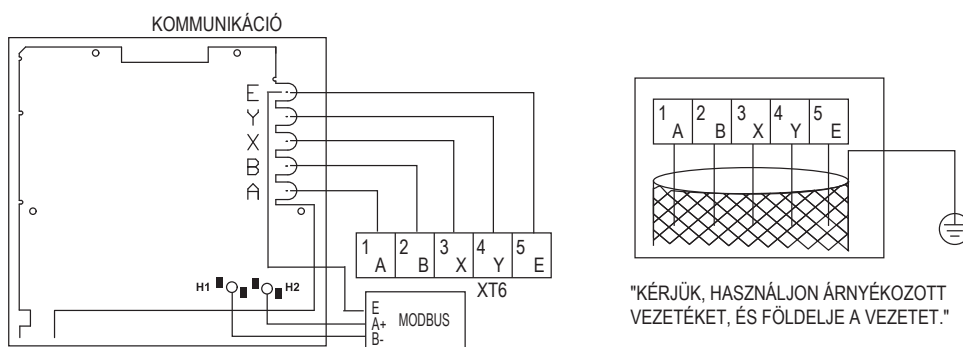 KOMMUNIKÁCIÓ
E
Y
X
B
A
1 A 2 B 3 X 4 Y 5 E
XT6
H1 H2
E
A+
B-
MODBUS
1 A 2 B 3 X 4 Y 5 E
"KÉRJÜK, HASZNÁLJON ÁRNYÉKOZOTT
VEZETÉKET, ÉS FÖLDELJE A VEZETET."